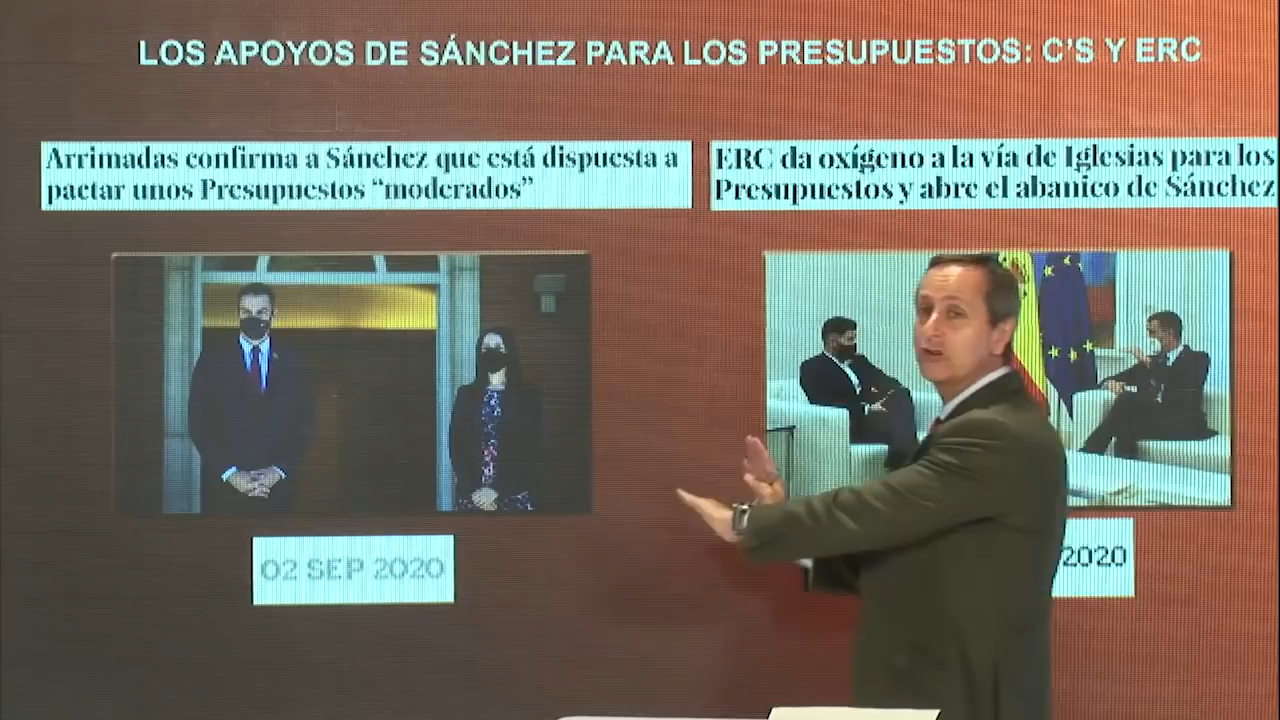 LOS APOYOS DE SÁNCHEZ PARA LOS PRESUPUESTOS: C'S Y ERC
Arrimadas confirma a Sánchez que está dispuesta a
pactar unos Presupuestos “moderados”
ERC da oxígeno a la vía de Iglesias para los
Presupuestos y abre el abanico de Sánchez
02 SEP 2020
2020